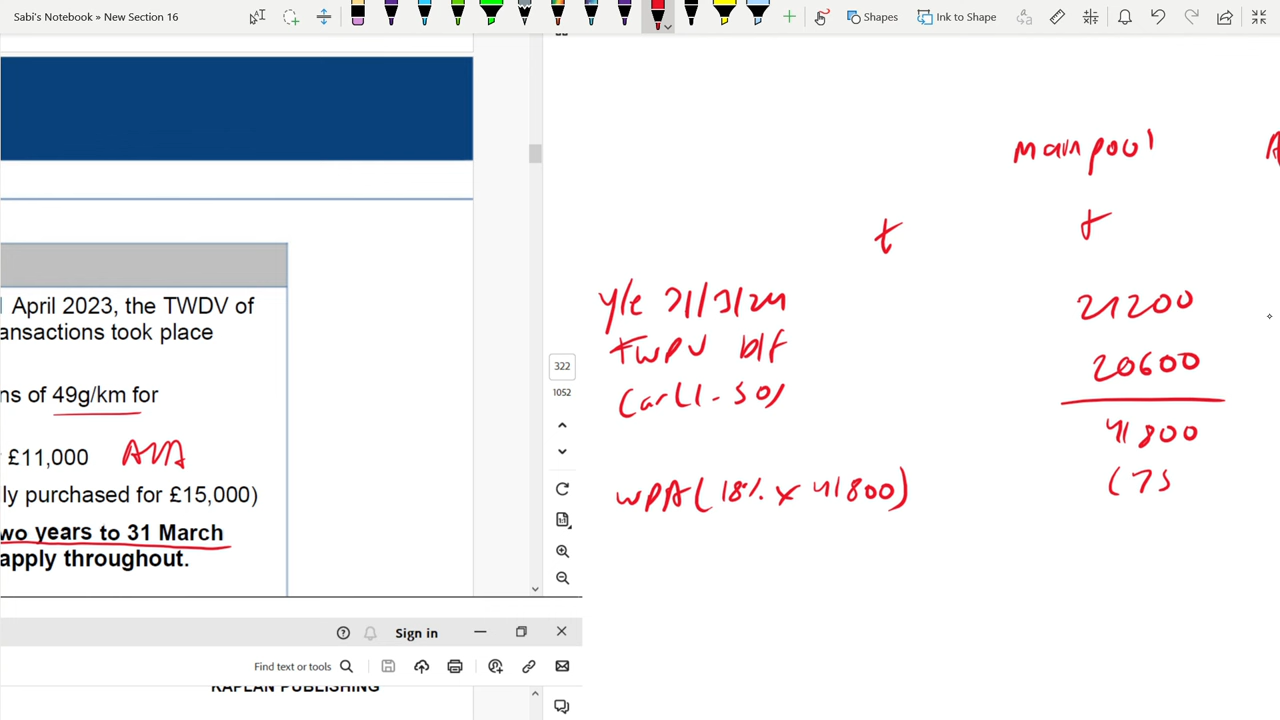 Sabi's Notebook » New Section 16
Shapes
Ink to Shape
April 2023, the TWDV of
ansactions took place
ns of 49g/km for
£11,000 AIA
ly purchased for £15,000)
wo years to 31 March
apply throughout.
322
1052
Sign in
Find text or tools
KAPLAN PUBLISHING
main pool
A
£ £
y/e 31/3/24 21200
TWDV b/f 20600
Car (1 - 50)
41800
WDA (18% x 41800) (75